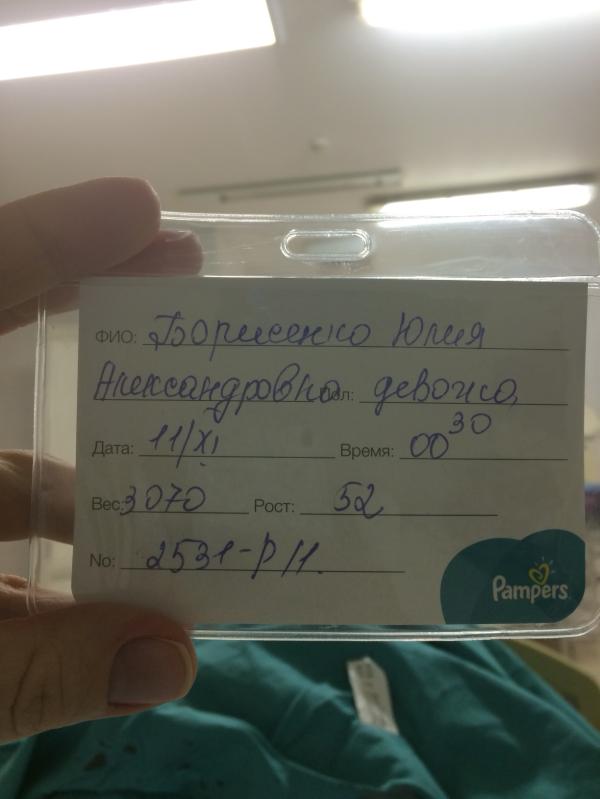 ФИО: Борисенко Юлия
Александровна Пол: девочка
Дата: 11/XI Время: 00 30
Вес: 3070 Рост: 52
No: 2531-р/1.
Pampers